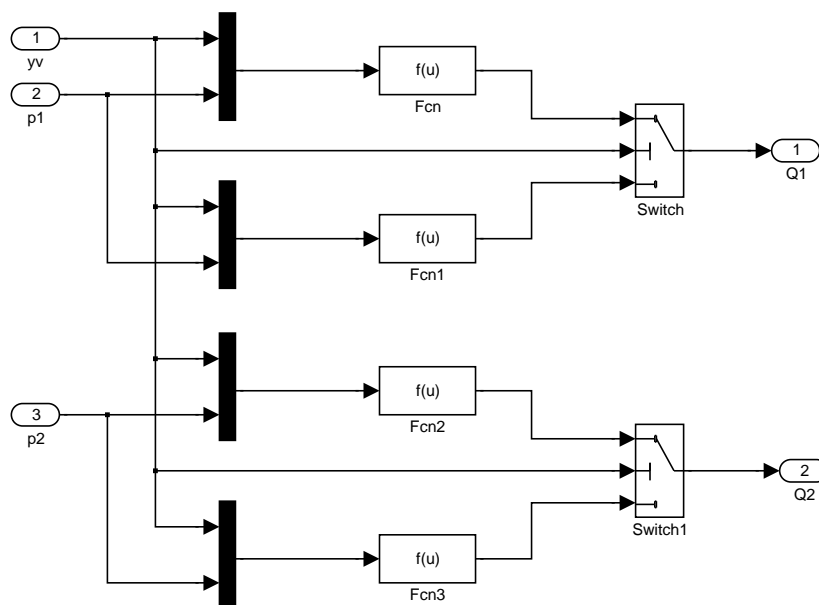 1
yv
2
p1
f(u)
Fcn
f(u)
Fcn1
Switch
1
Q1
3
p2
f(u)
Fcn2
f(u)
Fcn3
Switch1
2
Q2